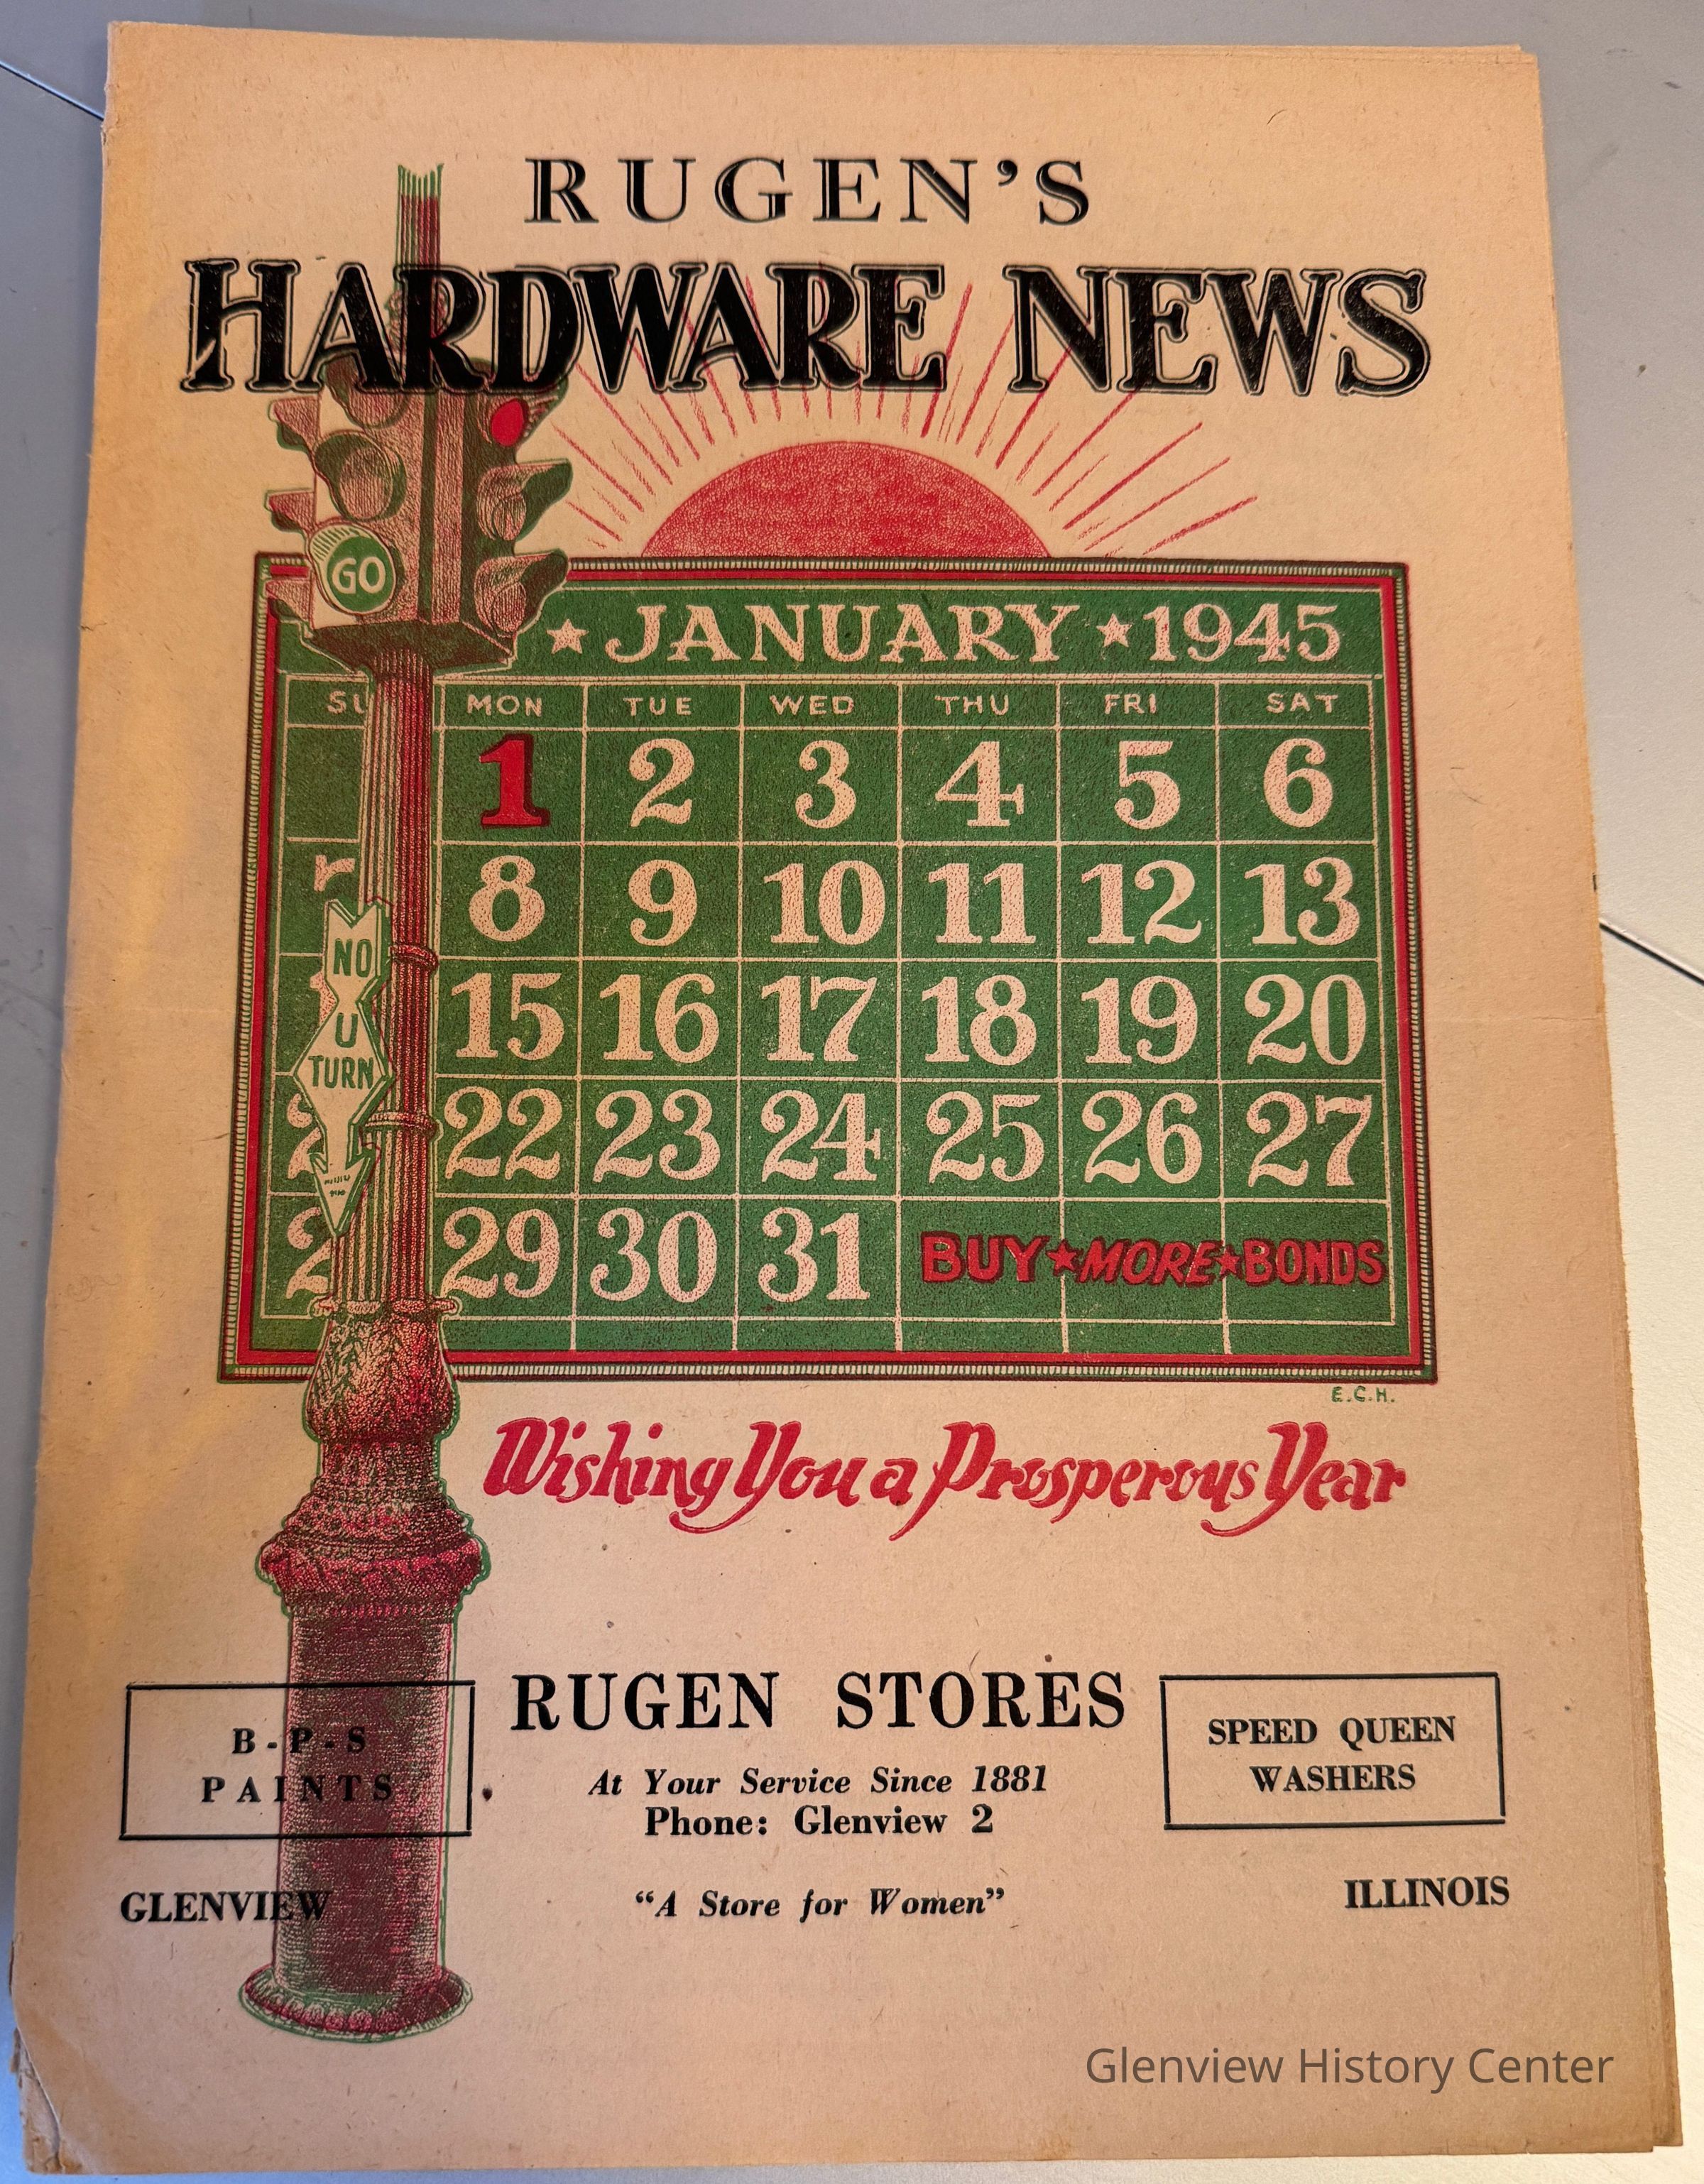 RUGEN'S
HARDWARE NEWS
GO
★ JANUARY ★ 1945
MON TUE WED THU FRI SAT
1 2 3 4 5 6
8 9 10 11 12 13
15 16 17 18 19 20
22 23 24 25 26 27
29 30 31 BUY★MORE★BONDS
NO
U
TURN
E.C.H.
Wishing You a Prosperous Year
B-P-S
PAINTS
RUGEN STORES
At Your Service Since 1881
Phone: Glenview 2
SPEED QUEEN
WASHERS
GLENVIEW "A Store for Women" ILLINOIS
Glenview History Center